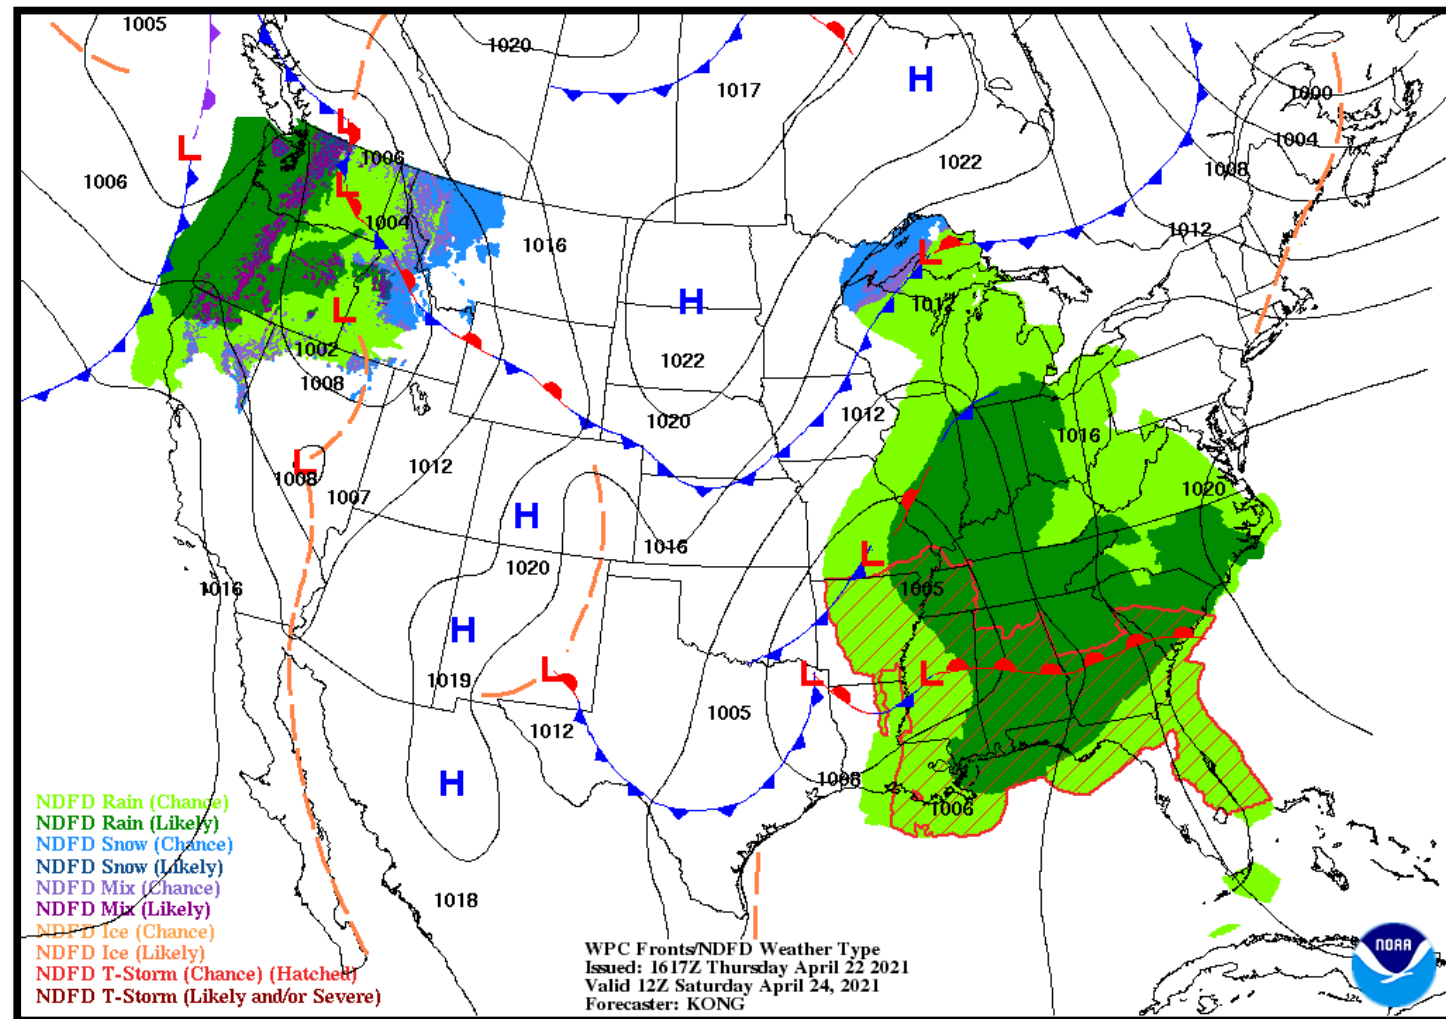 1005
1020
1017
H
1000
L
L
1004
1006
1022
1008
1006
L
1004
1012
1016
L
H
L
1012
1002
1022
1008
1020
1012
1016
1012
L
1008
1007
1020
H
1016
L
1020
1016
1005
H
L
L
L
1019
1005
1012
H
1008
1006
NDFD Rain (Chance)
NDFD Rain (Likely)
NDFD Snow (Chance)
NDFD Snow (Likely)
NDFD Mix (Chance)
NDFD Mix (Likely)
NDFD Ice (Chance)
NDFD Ice (Likely)
NDFD T-Storm (Chance) (Hatched)
NDFD T-Storm (Likely and/or Severe)
1018
WPC Fronts/NDFD Weather Type
Issued: 1617Z Thursday April 22 2021
Valid 12Z Saturday April 24, 2021
Forecaster: KONG
NOAA